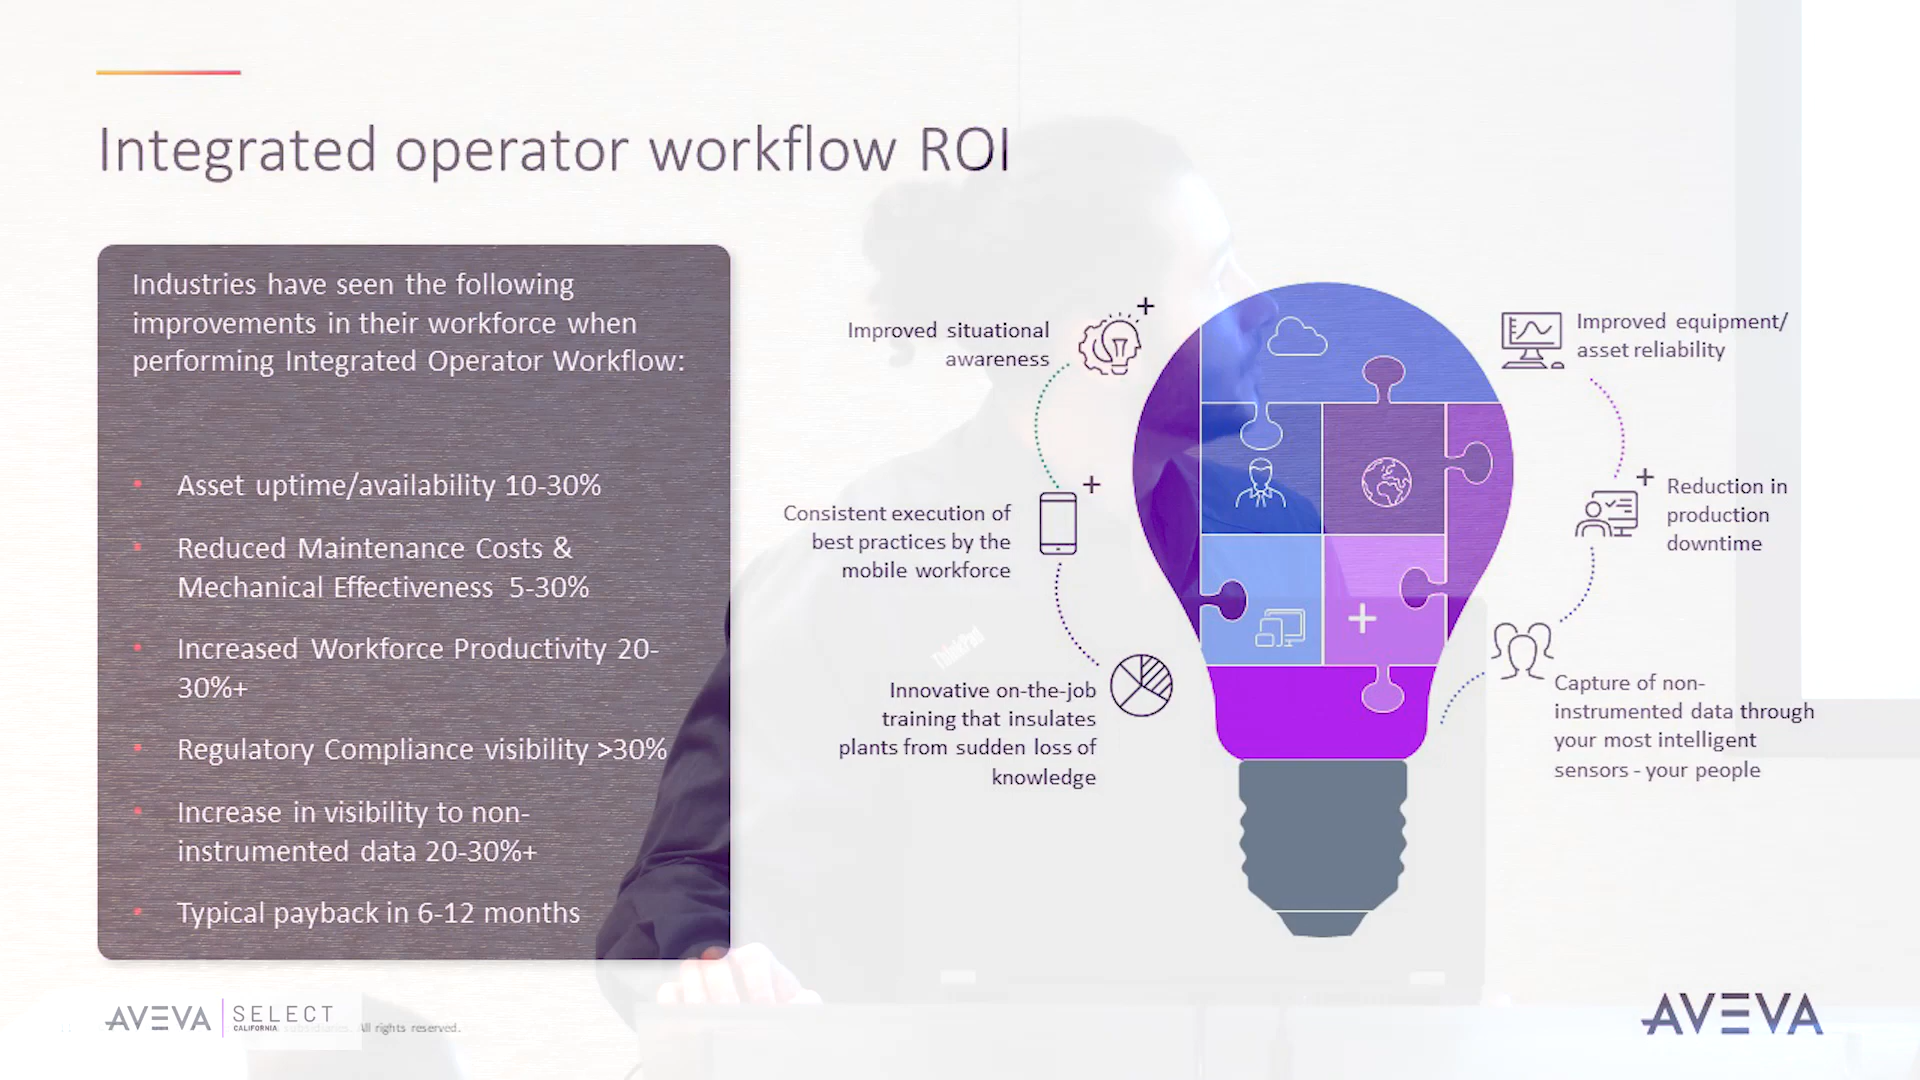 Integrated operator workflow ROI
Industries have seen the following
improvements in their workforce when
performing Integrated Operator Workflow:
• Asset uptime/availability 10-30%
• Reduced Maintenance Costs &
Mechanical Effectiveness 5-30%
• Increased Workforce Productivity 20-
30%+
• Regulatory Compliance visibility >30%
• Increase in visibility to non-
instrumented data 20-30%+
• Typical payback in 6-12 months
Improved situational
awareness
Consistent execution of
best practices by the
mobile workforce
Innovative on-the-job
training that insulates
plants from sudden loss of
knowledge
Improved equipment/
asset reliability
Reduction in
production
downtime
Capture of non-
instrumented data through
your most intelligent
sensors - your people
ThinkPad
AVEVA SELECT
CALIFORNIA
subsidiaries. All rights reserved.
AVEVA